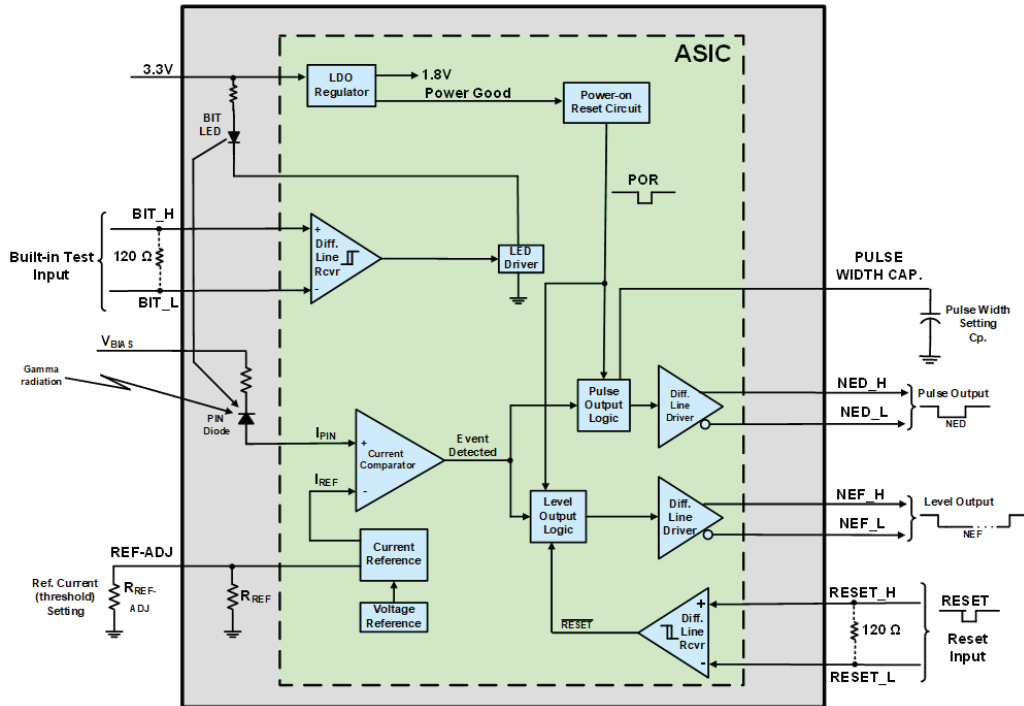 ASIC
3.3V
LDO
Regulator
1.8V
Power Good
Power-on
Reset Circuit
BIT
LED
POR
BIT_H
Built-in Test
Input
120 Ω
BIT_L
+
Diff.
Line
Rcvr
-
LED
Driver
PULSE
WIDTH CAP.
Pulse Width
Setting
Cp.
VBIAS
Gamma
radiation
PIN
Diode
IPIN
+
Current
Comparator
IREF
-
Event
Detected
Pulse
Output
Logic
Diff.
Line
Driver
NED_H
NED_L
Pulse Output
NED
Level
Output
Logic
Diff.
Line
Driver
NEF_H
NEF_L
Level Output
NEF
REF-ADJ
Ref. Current
(threshold)
Setting
RREF-
ADJ
RREF
Current
Reference
Voltage
Reference
RESET
+
Diff.
Line
Rcvr
-
RESET_H
120 Ω
RESET_L
RESET
Reset
Input